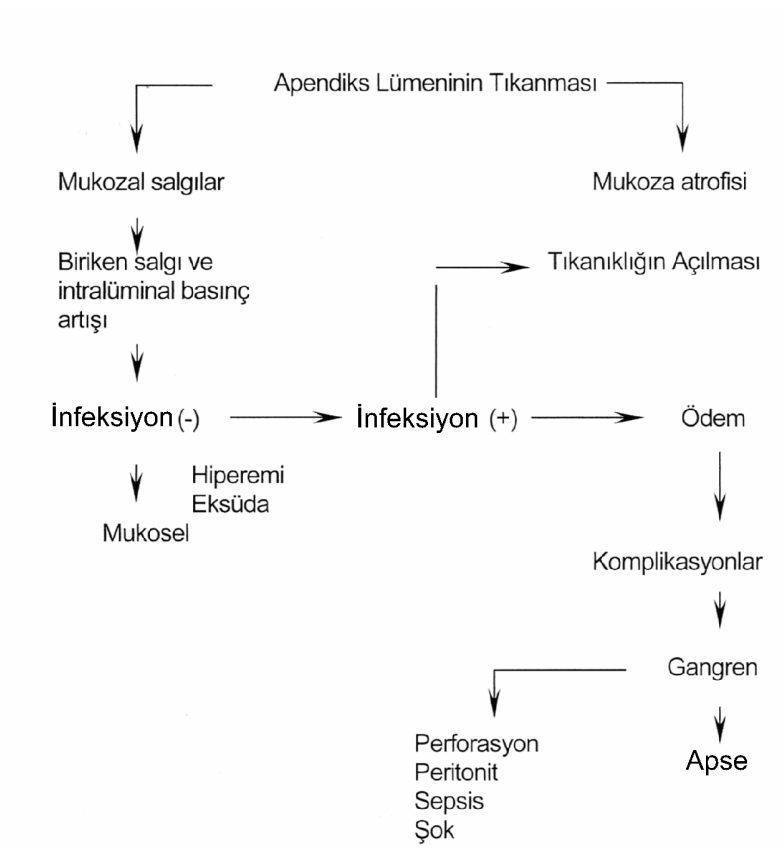 Apendiks Lümeninin Tıkanması
Mukozal salgılar
Mukoza atrofisi
Biriken salgı ve
intralüminal basınç
artışı
Tıkanıklığın Açılması
İnfeksiyon (-)
İnfeksiyon (+)
Ödem
Hiperemi
Eksüda
Mukosel
Komplikasyonlar
Gangren
Perforasyon
Peritonit
Sepsis
Şok
Apse